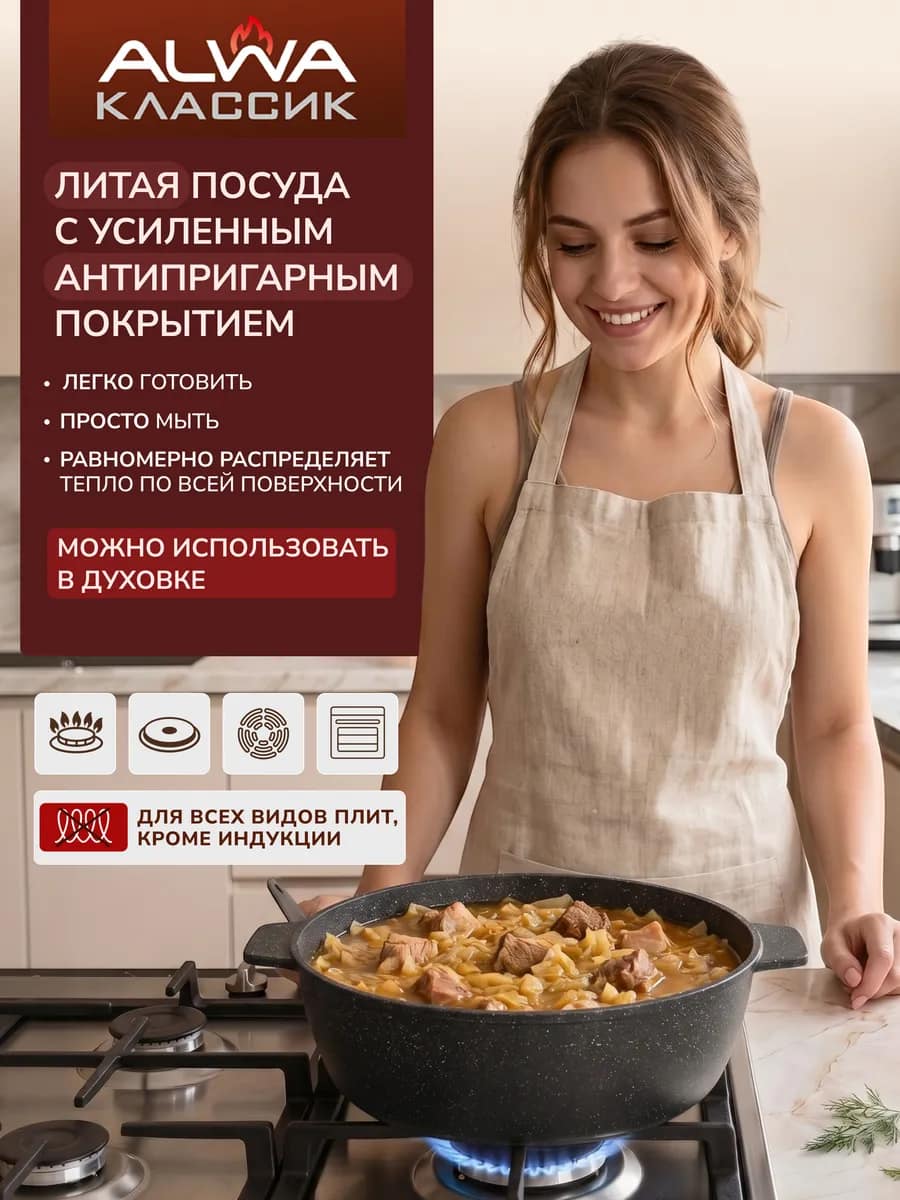 ALWA
КЛАССИК
ЛИТАЯ ПОСУДА
С УСИЛЕННЫМ
АНТИПРИГАРНЫМ
ПОКРЫТИЕМ
• ЛЕГКО ГОТОВИТЬ
• ПРОСТО МЫТЬ
• РАВНОМЕРНО РАСПРЕДЕЛЯЕТ
ТЕПЛО ПО ВСЕЙ ПОВЕРХНОСТИ
МОЖНО ИСПОЛЬЗОВАТЬ
В ДУХОВКЕ
ДЛЯ ВСЕХ ВИДОВ ПЛИТ,
КРОМЕ ИНДУКЦИИ